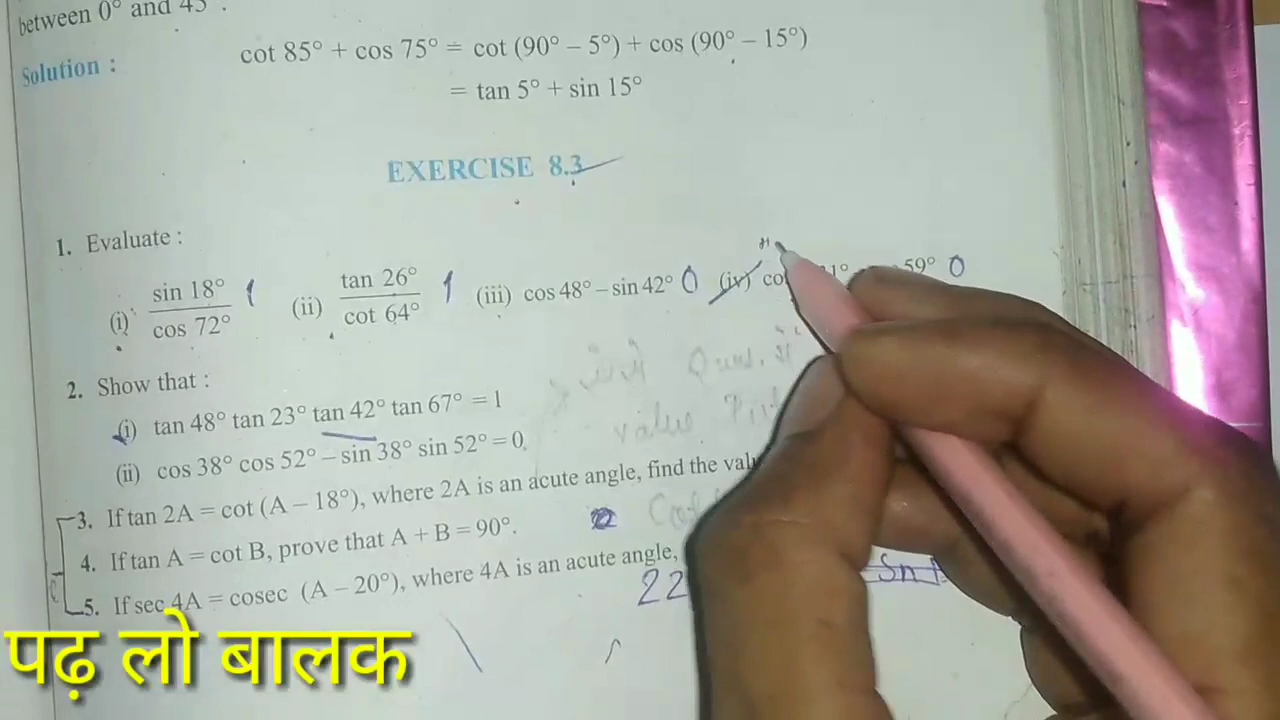 between 0° and 45°.
Solution :
cot 85° + cos 75° = cot (90° – 5°) + cos (90° – 15°)
= tan 5° + sin 15°
EXERCISE 8.3
1. Evaluate :
(i) sin 18° / cos 72° 1 (ii) tan 26° / cot 64° 1 (iii) cos 48° – sin 42° 0 (iv) 59° 0
2. Show that :
(i) tan 48° tan 23° tan 42° tan 67° = 1
(ii) cos 38° cos 52° – sin 38° sin 52° = 0
value
3. If tan 2A = cot (A – 18°), where 2A is an acute angle, find the
4. If tan A = cot B, prove that A + B = 90°.
5. If sec 4A = cosec (A – 20°), where 4A is an acute angle,
22
पढ़ लो बालक